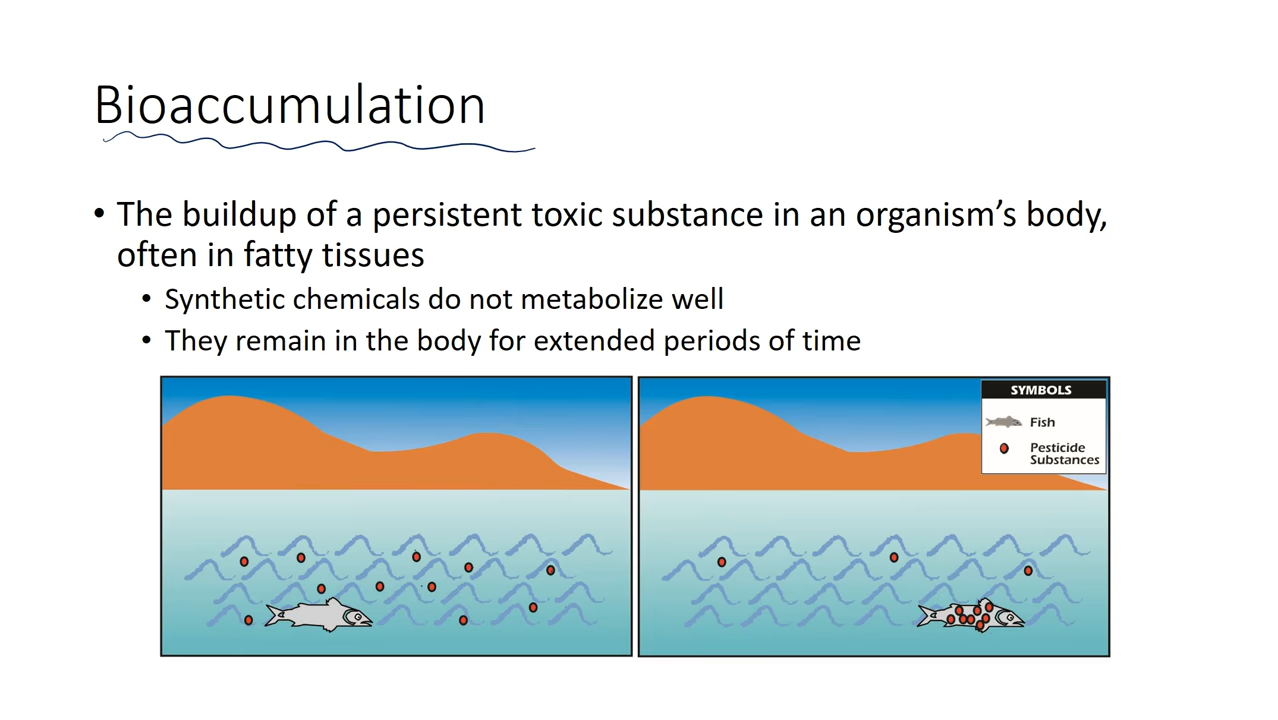 Bioaccumulation
• The buildup of a persistent toxic substance in an organism’s body,
often in fatty tissues
• Synthetic chemicals do not metabolize well
• They remain in the body for extended periods of time
SYMBOLS
Fish
Pesticide
Substances